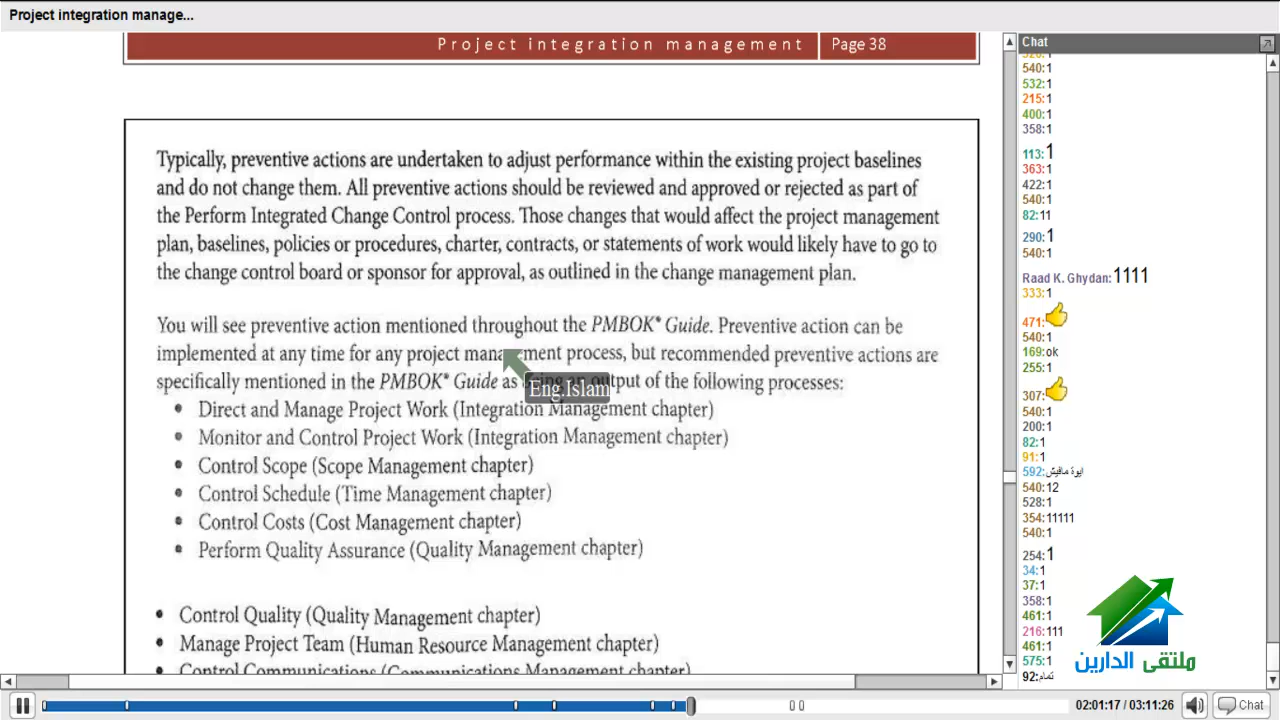 Project integration manage...
Project integration management Page 38
Typically, preventive actions are undertaken to adjust performance within the existing project baselines
and do not change them. All preventive actions should be reviewed and approved or rejected as part of
the Perform Integrated Change Control process. Those changes that would affect the project management
plan, baselines, policies or procedures, charter, contracts, or statements of work would likely have to go to
the change control board or sponsor for approval, as outlined in the change management plan.
You will see preventive action mentioned throughout the PMBOK® Guide. Preventive action can be
implemented at any time for any project management process, but recommended preventive actions are
specifically mentioned in the PMBOK® Guide as being an output of the following processes:
Eng.Islam
• Direct and Manage Project Work (Integration Management chapter)
• Monitor and Control Project Work (Integration Management chapter)
• Control Scope (Scope Management chapter)
• Control Schedule (Time Management chapter)
• Control Costs (Cost Management chapter)
• Perform Quality Assurance (Quality Management chapter)
• Control Quality (Quality Management chapter)
• Manage Project Team (Human Resource Management chapter)
• Control Communications (Communications Management chapter)
Chat
540:1
532:1
215:1
400:1
358:1
113:1
363:1
422:1
540:1
82:11
290:1
540:1
Raad K. Ghydan:1111
333:1
471:
540:1
169:ok
255:1
307:
540:1
200:1
82:1
91:1
592:ايوة مافيش
540:12
528:1
354:11111
540:1
254:1
34:1
37:1
358:1
461:1
216:111
461:1
575:1
92:تمام
ملتقى الدارين
02:01:17 / 03:11:26
Chat